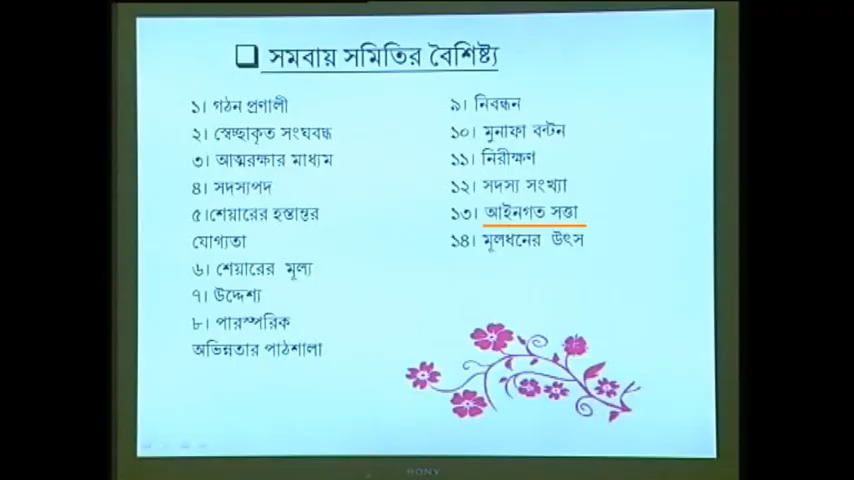 সমবায় সমিতির বৈশিষ্ট্য
১। গঠন প্রণালী
২। স্বেচ্ছাকৃত সংঘবদ্ধ
৩। আত্মরক্ষার মাধ্যম
৪। সদস্যপদ
৫।শেয়ারের হস্তান্তর
যোগ্যতা
৬। শেয়ারের মূল্য
৭। উদ্দেশ্য
৮। পারস্পরিক
অভিন্নতার পাঠশালা
৯। নিবন্ধন
১০। মুনাফা বন্টন
১১। নিরীক্ষণ
১২। সদস্য সংখ্যা
১৩। আইনগত সত্তা
১৪। মূলধনের উৎস
SONY